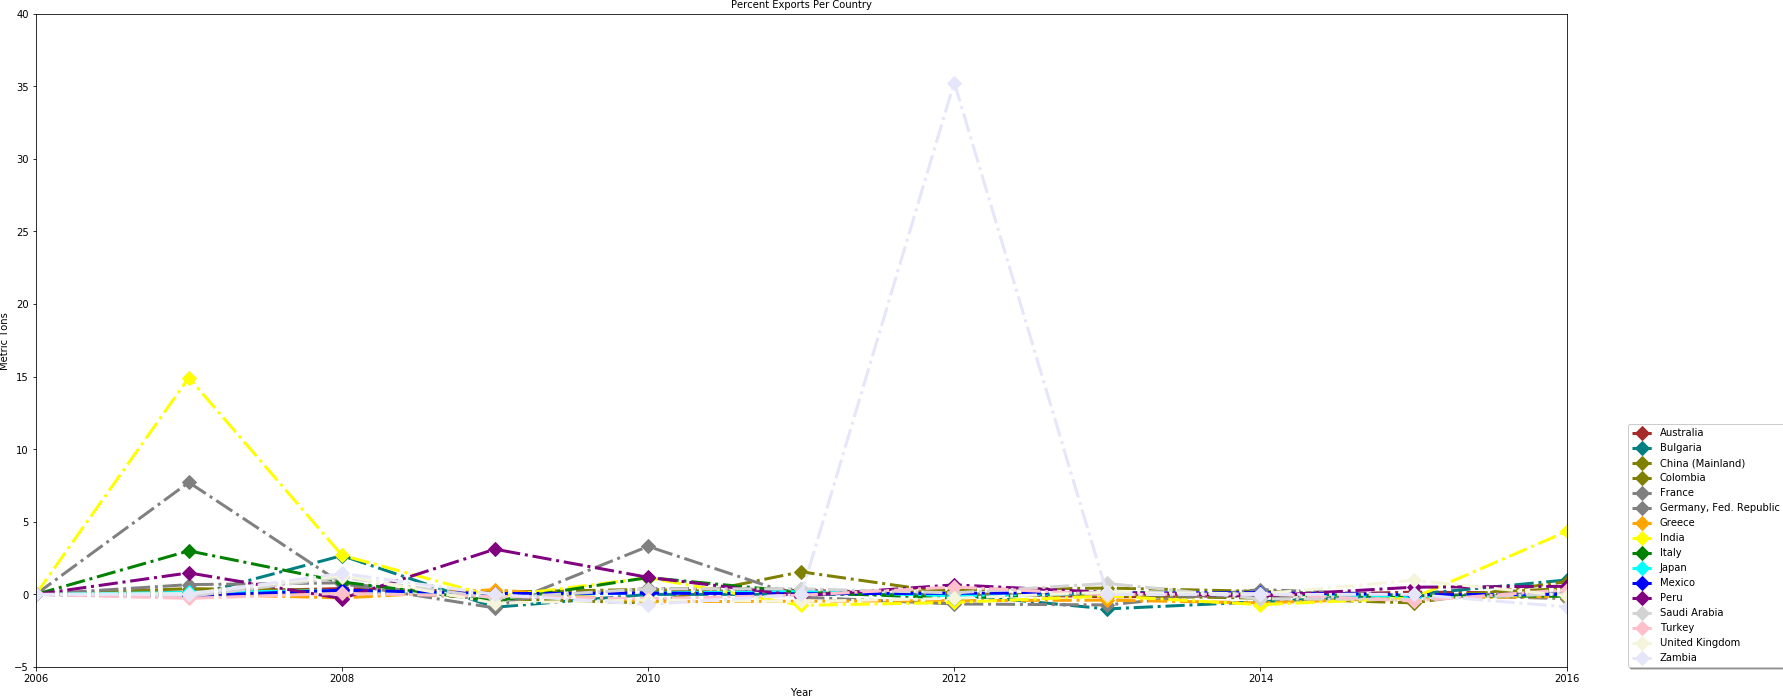 Percent Exports Per Country
40
35
30
25
20
15
10
5
0
−5
Metric Tons
2006
2008
2010
2012
2014
2016
Year
Australia
Bulgaria
China (Mainland)
Colombia
France
Germany, Fed. Republic
Greece
India
Italy
Japan
Mexico
Peru
Saudi Arabia
Turkey
United Kingdom
Zambia